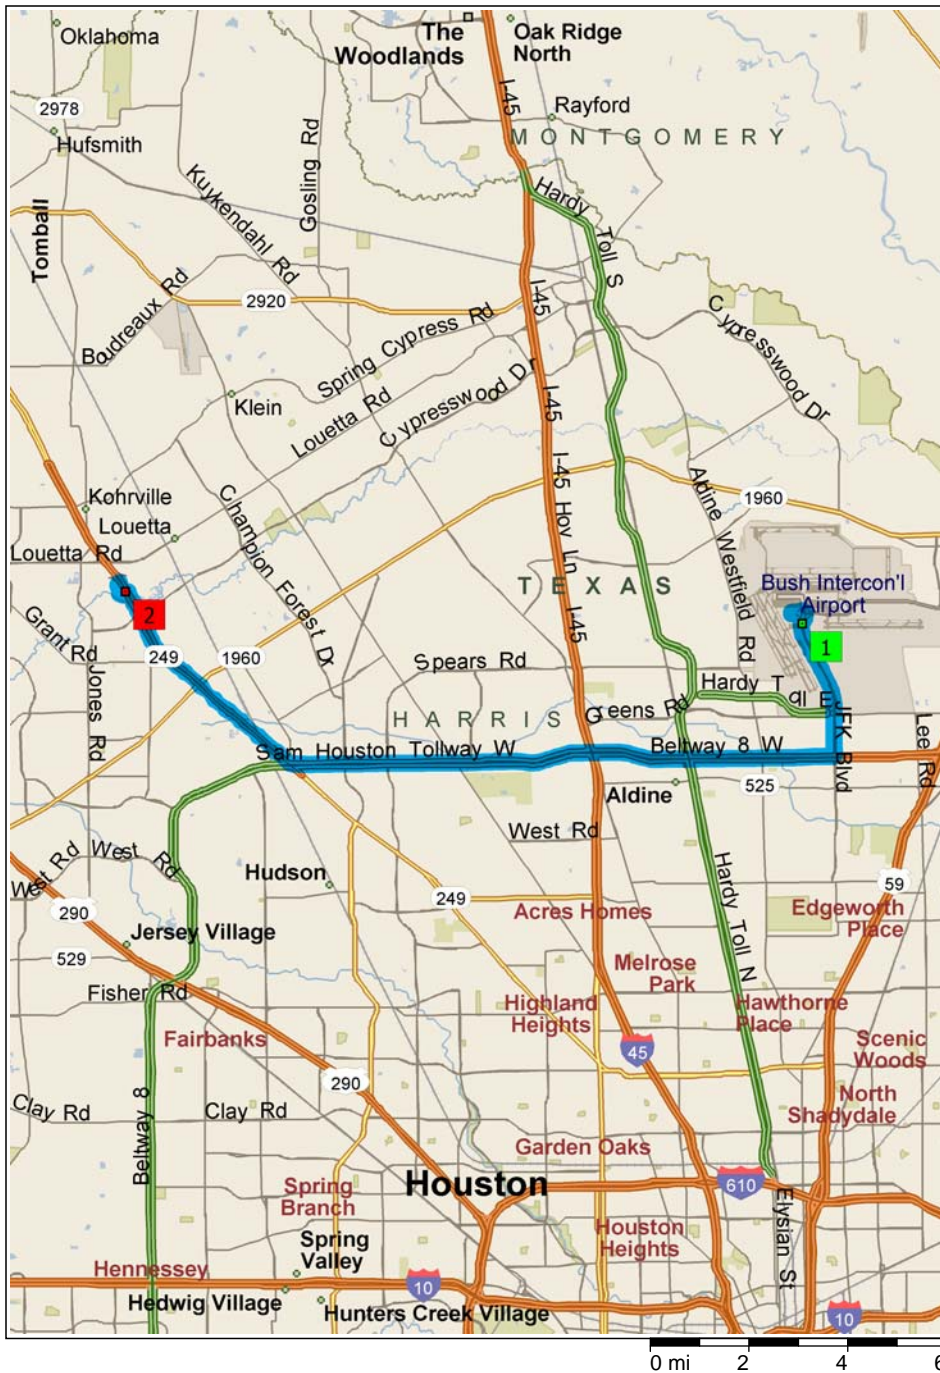 The
Woodlands
Oak Ridge
North
Oklahoma
I-45
2978
Rayford
Hufsmith
MONTGOMERY
Gosling Rd
Kuykendahl Rd
Hardy
Toll S
Tomball
Boudreaux Rd
2920
I-45
Spring Cypress Rd
Cypresswood Dr
Klein
Louetta Rd
Cypresswood Dr
I-45
Kohrville
Louetta
Champion Forest Dr
I-45 Hov Ln
Aldine Westfield Rd
1960
Louetta Rd
TEXAS
Bush Intercon'l
Airport
2
1
I-45
Grant Rd
249
1960
Jones Rd
Spears Rd
Hardy Toll E
Greens Rd
HARRIS
JFK Blvd
Lee Rd
Sam Houston Tollway W
Beltway 8 W
525
Aldine
West Rd
West Rd
West Rd
Hudson
249
59
290
Acres Homes
Edgeworth
Place
Jersey Village
Hardy Toll N
529
Melrose
Park
Fisher Rd
Highland
Heights
Hawthorne
Place
Fairbanks
45
Scenic
Woods
290
North
Shadydale
Clay Rd
Clay Rd
Beltway 8
Garden Oaks
Houston
610
Spring
Branch
Elysian St
Houston
Heights
Spring
Valley
Hennessey
10
Hedwig Village
Hunters Creek Village
10
0 mi 2 4 6